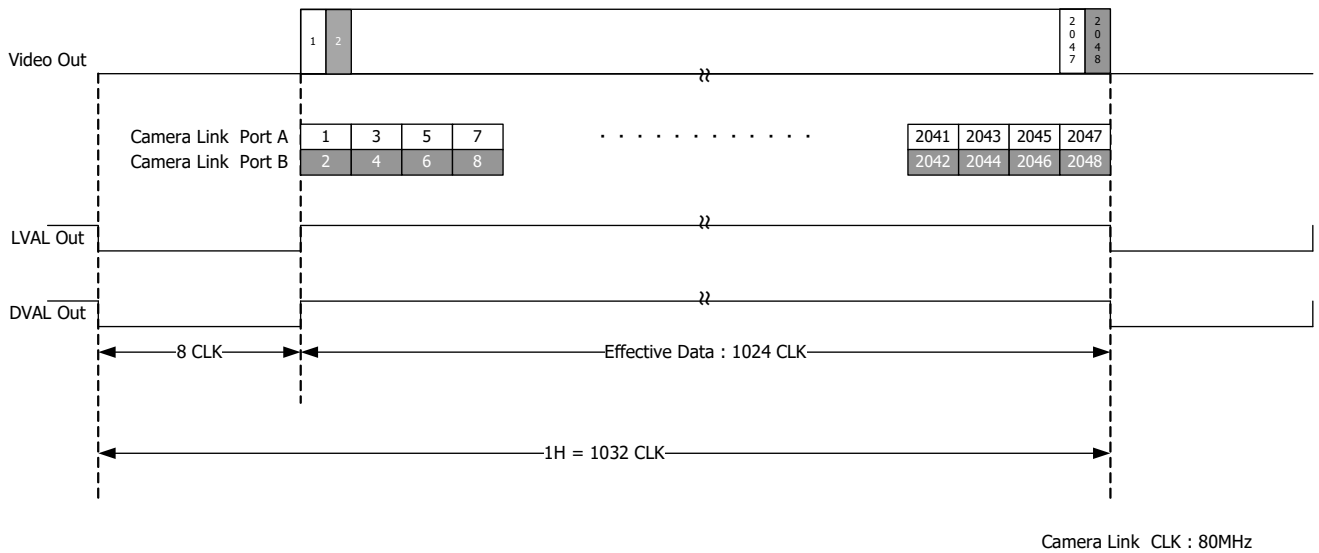 Video Out
1 2
2047 2048
Camera Link Port A 1 3 5 7 · · · · · · · · · · · · · 2041 2043 2045 2047
Camera Link Port B 2 4 6 8 2042 2044 2046 2048
LVAL Out
DVAL Out
8 CLK Effective Data : 1024 CLK
1H = 1032 CLK
Camera Link CLK : 80MHz